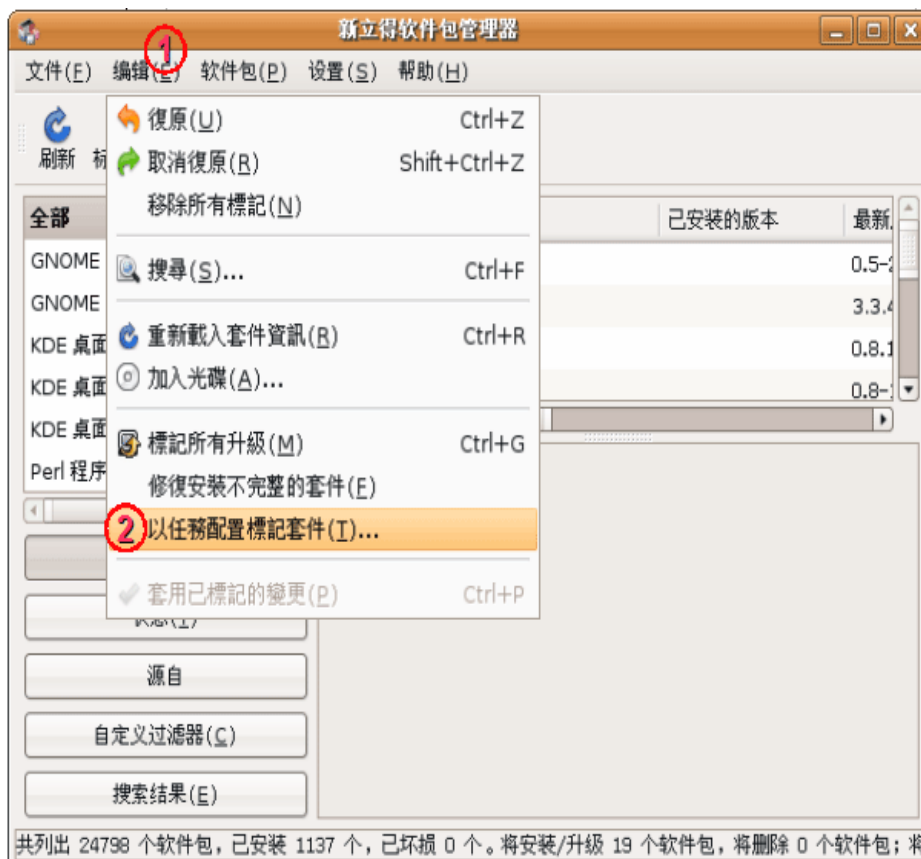 新立得软件包管理器
1
文件(F) 编辑(E) 软件包(P) 设置(S) 帮助(H)
刷新
復原(U) Ctrl+Z
取消復原(R) Shift+Ctrl+Z
移除所有標記(N)
搜尋(S)... Ctrl+F
重新載入套件資訊(R) Ctrl+R
加入光碟(A)...
標記所有升級(M) Ctrl+G
修復安裝不完整的套件(F)
2 以任務配置標記套件(T)...
套用已標記的變更(P) Ctrl+P
全部
GNOME
GNOME
KDE 桌面
KDE 桌面
KDE 桌面
Perl 程序
已安装的版本 最新
0.5-
3.3.4
0.8.1
0.8-
源自
自定义过滤器(C)
搜索结果(E)
共列出 24798 个软件包，已安装 1137 个，已坏损 0 个。将安装/升级 19 个软件包，将删除 0 个软件包；